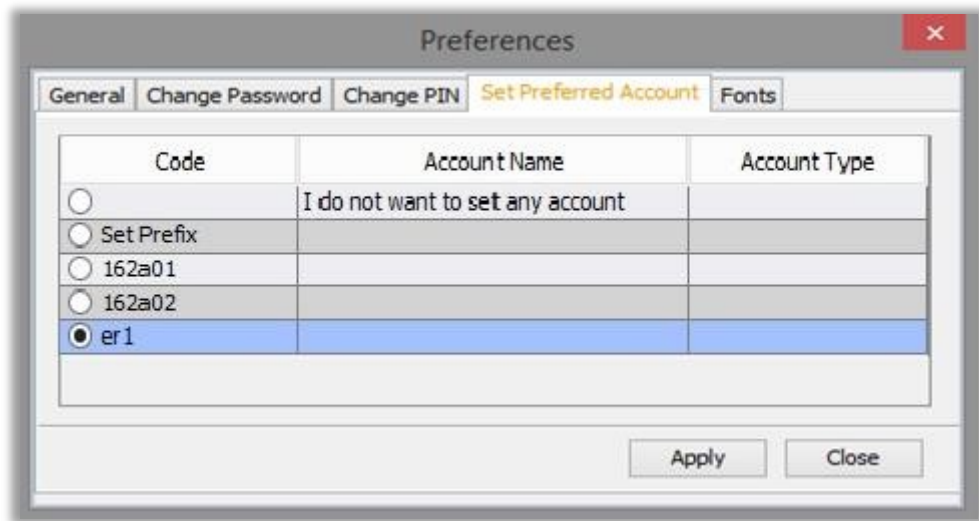 Preferences
General Change Password Change PIN Set Preferred Account Fonts
Code Account Name Account Type
I do not want to set any account
Set Prefix
162a01
162a02
er1
Apply Close